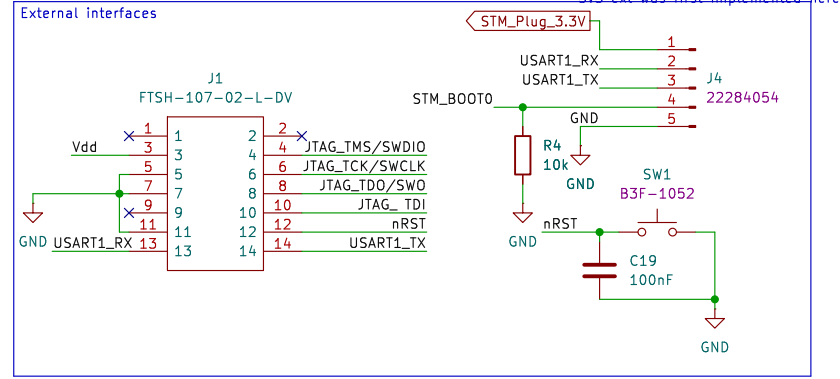 External interfaces
STM_Plug_3.3V
1
USART1_RX 2
USART1_TX 3
J4
22284054
STM_BOOT0 4
GND 5
R4
10k
GND
GND
J1
FTSH-107-02-L-DV
1 1 2 2
Vdd 3 3 4 4 JTAG_TMS/SWDIO
5 5 6 6 JTAG_TCK/SWCLK
7 7 8 8 JTAG_TDO/SWO
9 9 10 10 JTAG_ TDI
11 11 12 12 nRST
GND
USART1_RX 13 13 14 14 USART1_TX
SW1
B3F-1052
nRST
C19
100nF
GND